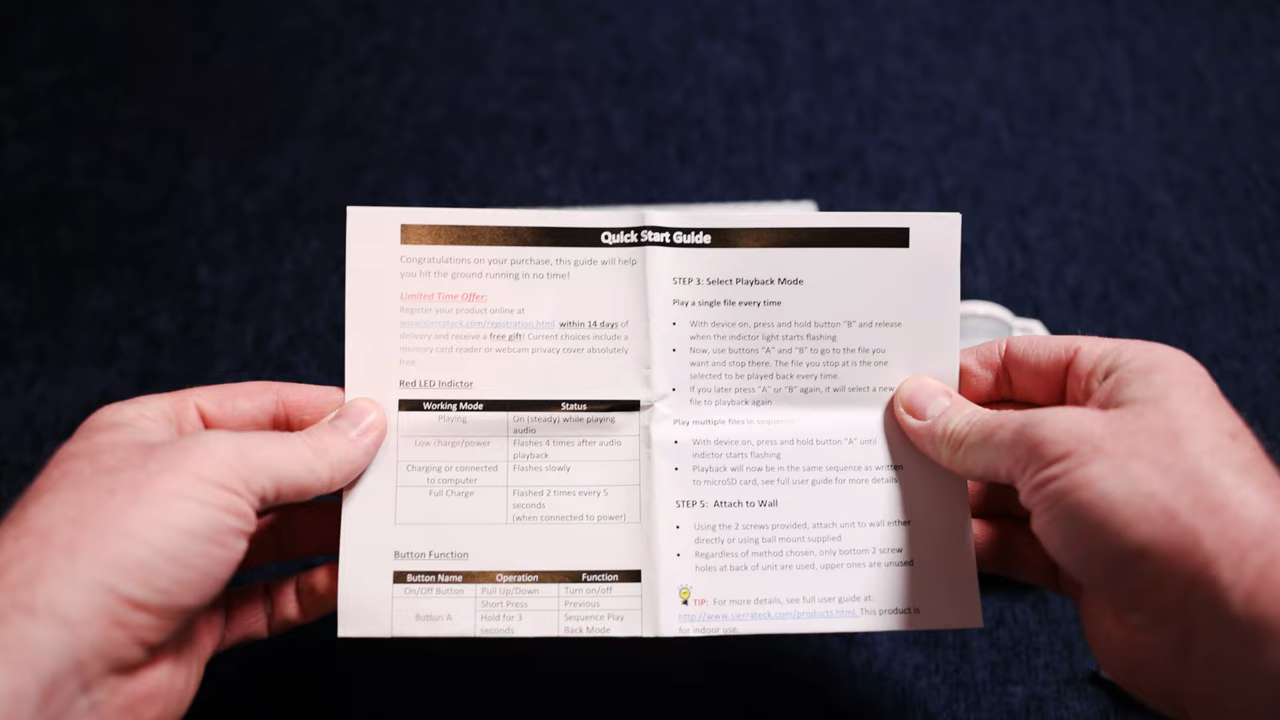 Quick Start Guide
Congratulations on your purchase, this guide will help
you hit the ground running in no time!
Limited Time Offer:
Register your product online at
www.sierrateck.com/registration.html within 14 days of
delivery and receive a free gift! Current choices include a
memory card reader or webcam privacy cover absolutely
free.
Red LED Indictor
Working Mode Status
Playing On (steady) while playing
audio
Low charge/power Flashes 4 times after audio
playback
Charging or connected Flashes slowly
to computer
Full Charge Flashed 2 times every 5
seconds
(when connected to power)
Button Function
Button Name Operation Function
On/Off Button Pull Up/Down Turn on/off
Short Press Previous
Button A Hold for 3 Sequence Play
seconds Back Mode
STEP 3: Select Playback Mode
Play a single file every time
• With device on, press and hold button "B" and release
when the indictor light starts flashing
• Now, use buttons "A" and "B" to go to the file you
want and stop there. The file you stop at is the one
selected to be played back every time.
• If you later press "A" or "B" again, it will select a new
file to playback again
Play multiple files in sequence
• With device on, press and hold button "A" until
indictor starts flashing
• Playback will now be in the same sequence as written
to microSD card, see full user guide for more details
STEP 5: Attach to Wall
• Using the 2 screws provided, attach unit to wall either
directly or using ball mount supplied
• Regardless of method chosen, only bottom 2 screw
holes at back of unit are used, upper ones are unused
TIP: For more details, see full user guide at:
http://www.sierrateck.com/products.html. This product is
for indoor use.